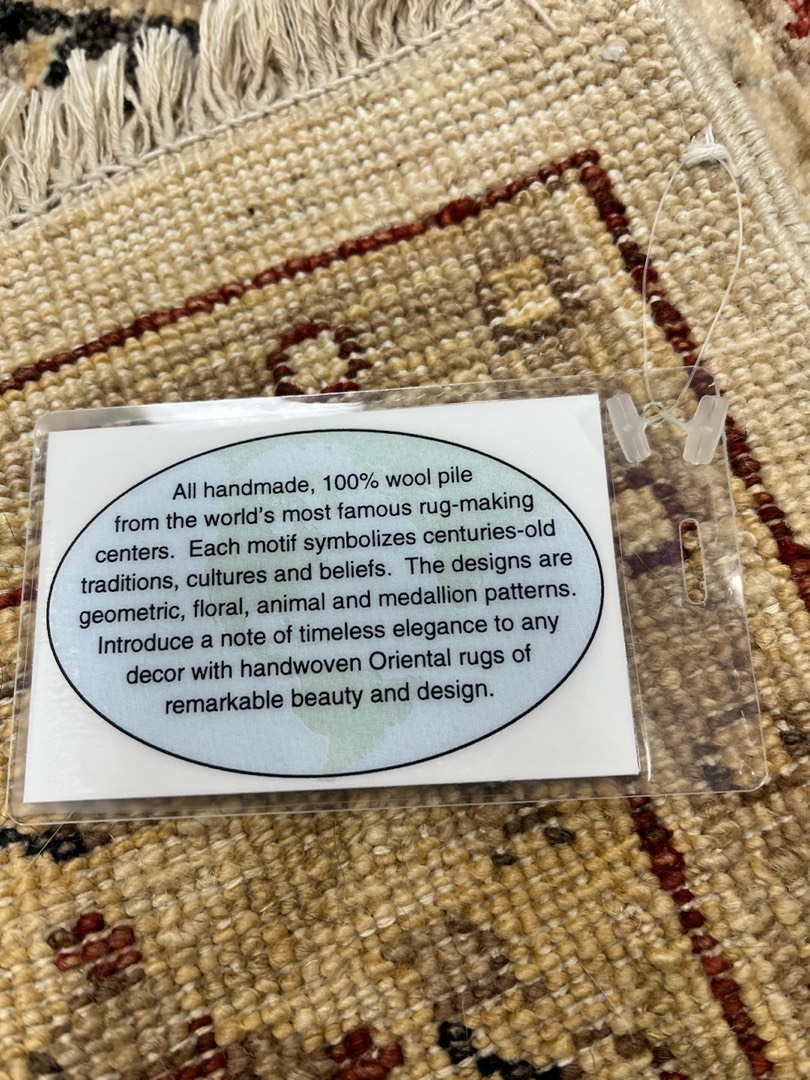 All handmade, 100% wool pile
from the world's most famous rug-making
centers. Each motif symbolizes centuries-old
traditions, cultures and beliefs. The designs are
geometric, floral, animal and medallion patterns.
Introduce a note of timeless elegance to any
decor with handwoven Oriental rugs of
remarkable beauty and design.